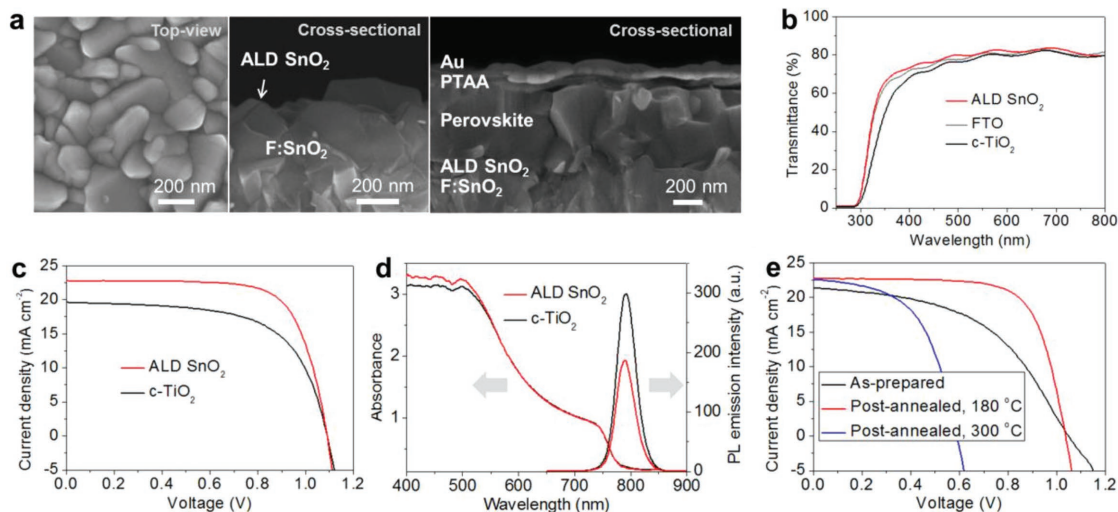 a
Top-view
200 nm
Cross-sectional
ALD SnO₂
F:SnO₂
200 nm
Cross-sectional
Au
PTAA
Perovskite
ALD SnO₂
F:SnO₂
200 nm
b
Transmittance (%)
100
80
60
40
20
0
ALD SnO₂
FTO
c-TiO₂
300 400 500 600 700 800
Wavelength (nm)
c
Current density (mA cm⁻²)
25
20
15
10
5
0
-5
ALD SnO₂
c-TiO₂
0.0 0.2 0.4 0.6 0.8 1.0 1.2
Voltage (V)
d
Absorbance
3
2
1
ALD SnO₂
c-TiO₂
300
200
100
0
PL emission intensity (a.u.)
400 500 600 700 800 900
Wavelength (nm)
e
Current density (mA cm⁻²)
25
20
15
10
5
0
-5
As-prepared
Post-annealed, 180 °C
Post-annealed, 300 °C
0.0 0.2 0.4 0.6 0.8 1.0 1.2
Voltage (V)